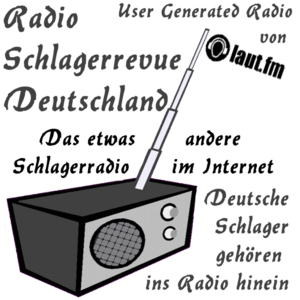 Radio
Schlagerrevue
Deutschland
User Generated Radio
von
laut.fm
Das etwas andere
Schlagerradio im Internet
Deutsche
Schlager
gehören
ins Radio hinein